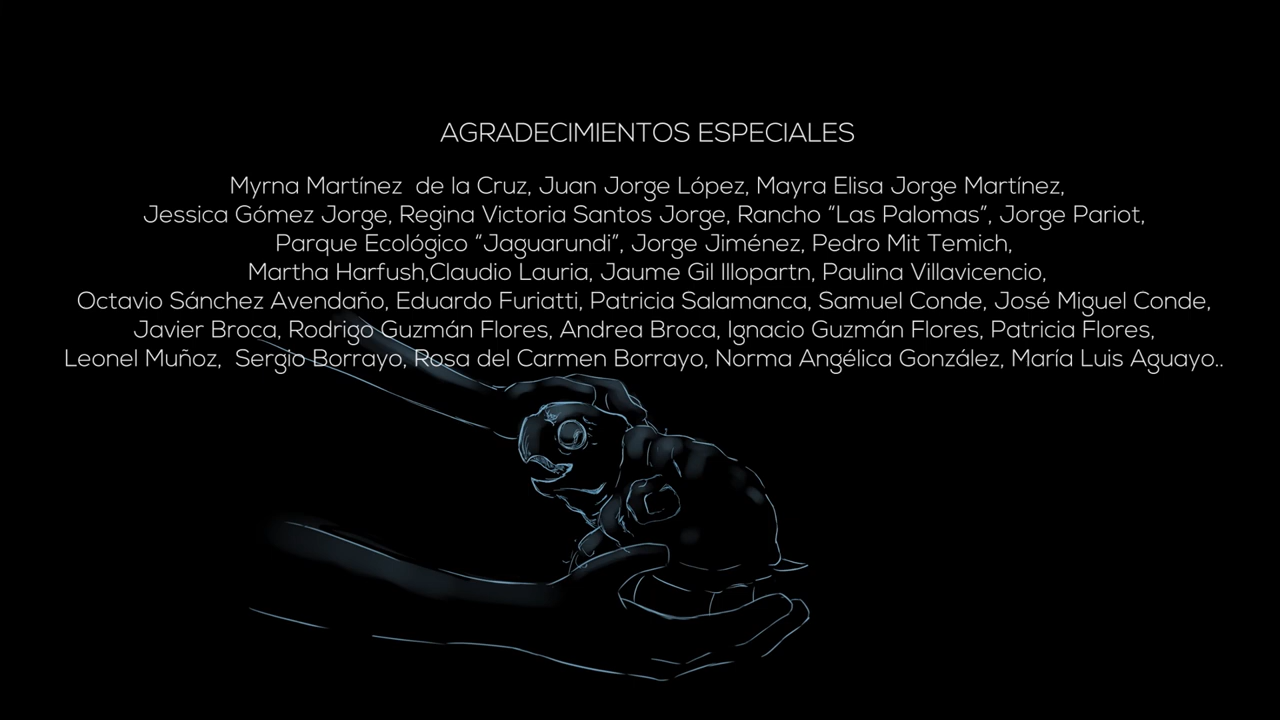 AGRADECIMIENTOS ESPECIALES
Myrna Martínez  de la Cruz, Juan Jorge López, Mayra Elisa Jorge Martínez,
Jessica Gómez Jorge, Regina Victoria Santos Jorge, Rancho “Las Palomas”, Jorge Pariot,
Parque Ecológico “Jaguarundi”, Jorge Jiménez, Pedro Mit Temich,
Martha Harfush,Claudio Lauria, Jaume Gil Illopartn, Paulina Villavicencio,
Octavio Sánchez Avendaño, Eduardo Furiatti, Patricia Salamanca, Samuel Conde, José Miguel Conde,
Javier Broca, Rodrigo Guzmán Flores, Andrea Broca, Ignacio Guzmán Flores, Patricia Flores,
Leonel Muñoz,  Sergio Borrayo, Rosa del Carmen Borrayo, Norma Angélica González, María Luis Aguayo..